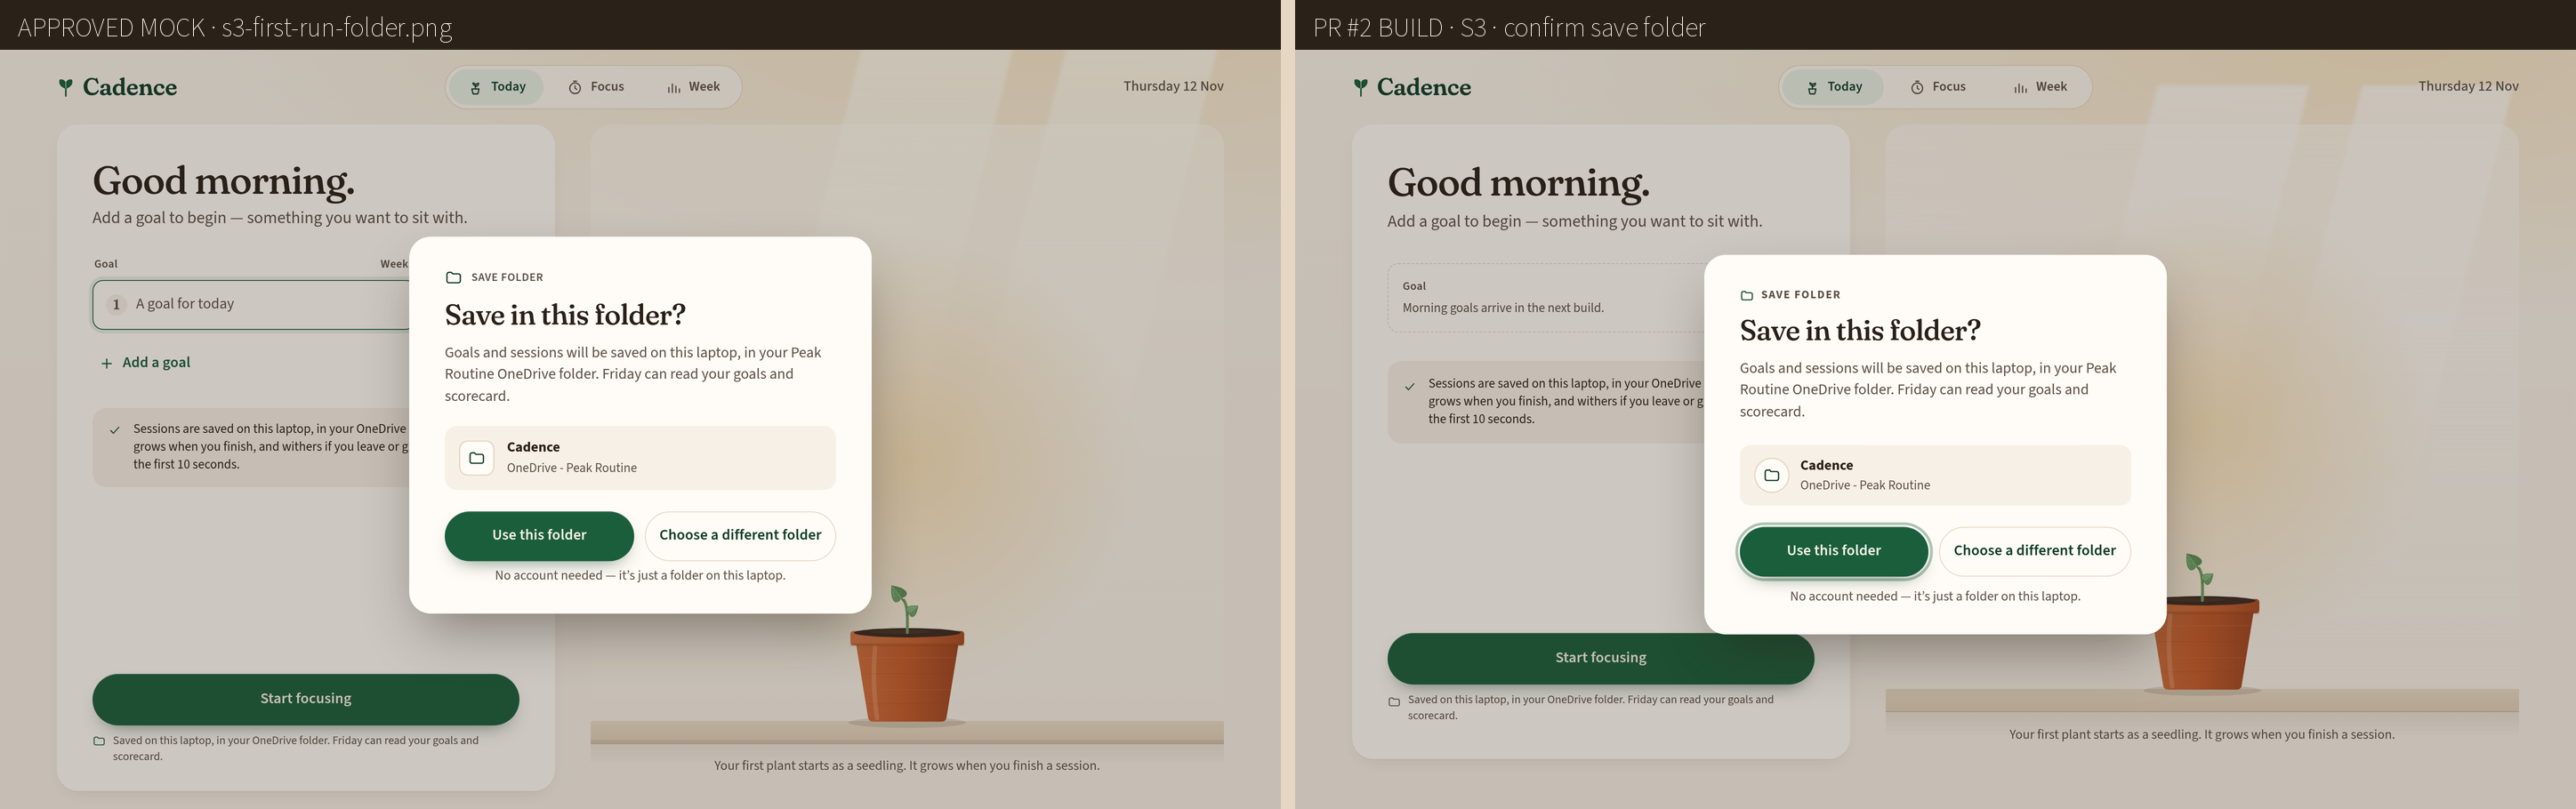 APPROVED MOCK · s3-first-run-folder.png
Cadence
Today
Focus
Week
Thursday 12 Nov
Good morning.
Add a goal to begin — something you want to sit with.
Goal
Week
1 A goal for today
+ Add a goal
Sessions are saved on this laptop, in your OneDrive
grows when you finish, and withers if you leave or g
the first 10 seconds.
Start focusing
Saved on this laptop, in your OneDrive folder. Friday can read your goals and
scorecard.
SAVE FOLDER
Save in this folder?
Goals and sessions will be saved on this laptop, in your Peak
Routine OneDrive folder. Friday can read your goals and
scorecard.
Cadence
OneDrive - Peak Routine
Use this folder
Choose a different folder
No account needed — it’s just a folder on this laptop.
Your first plant starts as a seedling. It grows when you finish a session.
PR #2 BUILD · S3 · confirm save folder
Cadence
Today
Focus
Week
Thursday 12 Nov
Good morning.
Add a goal to begin — something you want to sit with.
Goal
Morning goals arrive in the next build.
Sessions are saved on this laptop, in your OneDrive
grows when you finish, and withers if you leave or g
the first 10 seconds.
Start focusing
Saved on this laptop, in your OneDrive folder. Friday can read your goals and
scorecard.
SAVE FOLDER
Save in this folder?
Goals and sessions will be saved on this laptop, in your Peak
Routine OneDrive folder. Friday can read your goals and
scorecard.
Cadence
OneDrive - Peak Routine
Use this folder
Choose a different folder
No account needed — it’s just a folder on this laptop.
Your first plant starts as a seedling. It grows when you finish a session.